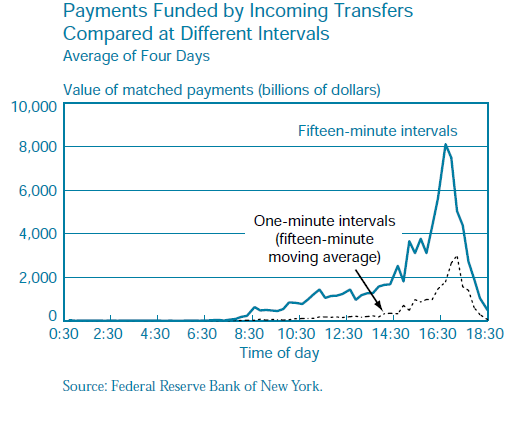 Payments Funded by Incoming Transfers
Compared at Different Intervals
Average of Four Days
Value of matched payments (billions of dollars)
10,000
Fifteen-minute intervals
8,000
6,000
One-minute intervals
(fifteen-minute
moving average)
4,000
2,000
0
0:30 2:30 4:30 6:30 8:30 10:30 12:30 14:30 16:30 18:30
Time of day
Source: Federal Reserve Bank of New York.